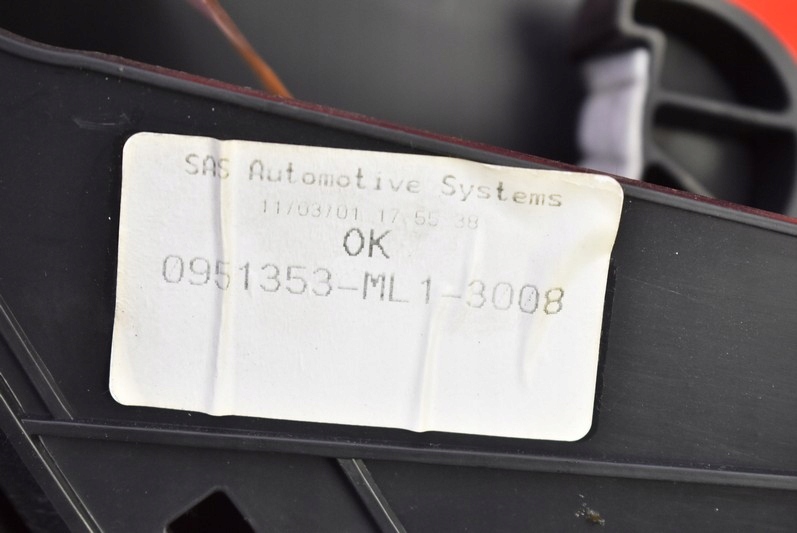 SAS Automotive Systems
11/03/01 17 55 38
OK
0951353-ML1-3008